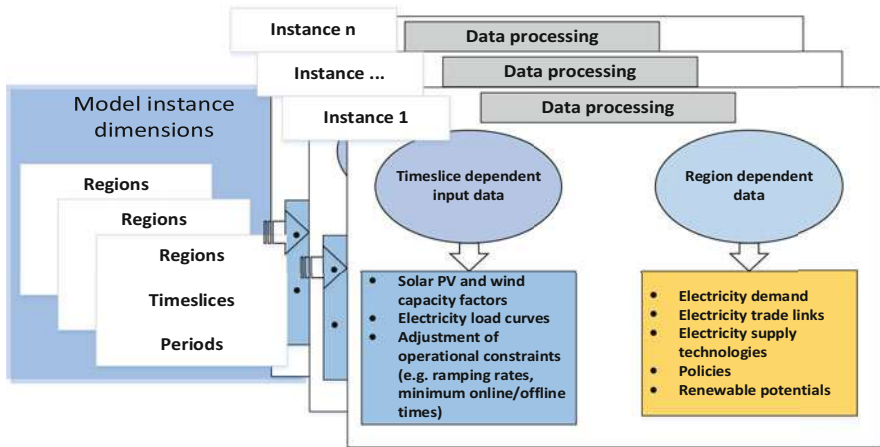 Instance n
Data processing
Instance ...
Data processing
Instance 1
Data processing
Model instance
dimensions
Regions
Regions
Regions
Timeslices
Periods
Timeslice dependent
input data
Region dependent
data
• Solar PV and wind
capacity factors
• Electricity load curves
• Adjustment of
operational constraints
(e.g. ramping rates,
minimum online/offline
times)
• Electricity demand
• Electricity trade links
• Electricity supply
technologies
• Policies
• Renewable potentials